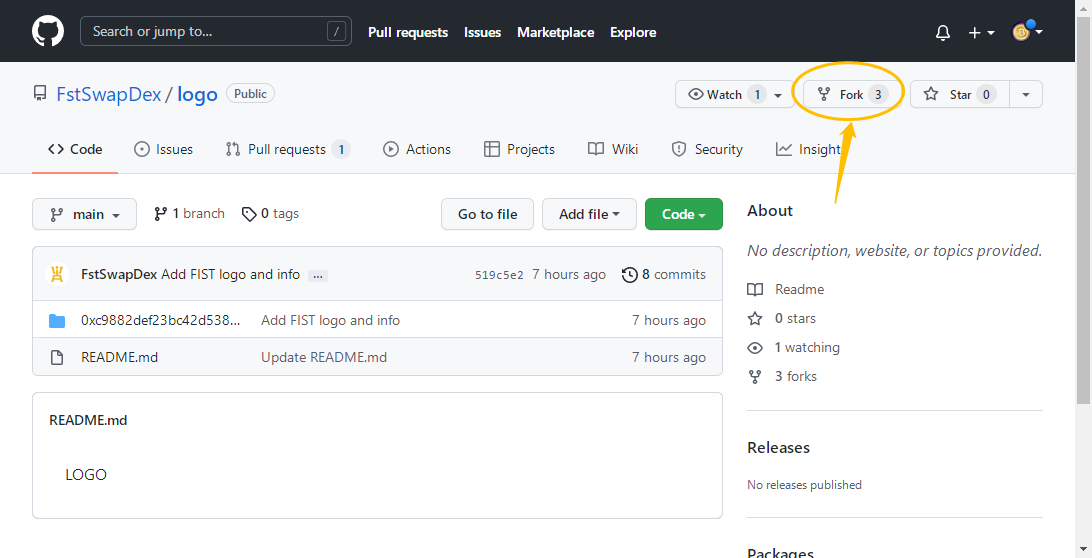 Search or jump to... /
Pull requests Issues Marketplace Explore
FstSwapDex / logo Public
Watch 1 Fork 3 Star 0
Code Issues Pull requests 1 Actions Projects Wiki Security Insight
main 1 branch 0 tags Go to file Add file Code
FstSwapDex Add FIST logo and info ... 519c5e2 7 hours ago 8 commits
0xc9882def23bc42d538... Add FIST logo and info 7 hours ago
README.md Update README.md 7 hours ago
README.md
LOGO
About
No description, website, or topics provided.
Readme
0 stars
1 watching
3 forks
Releases
No releases published
Packages